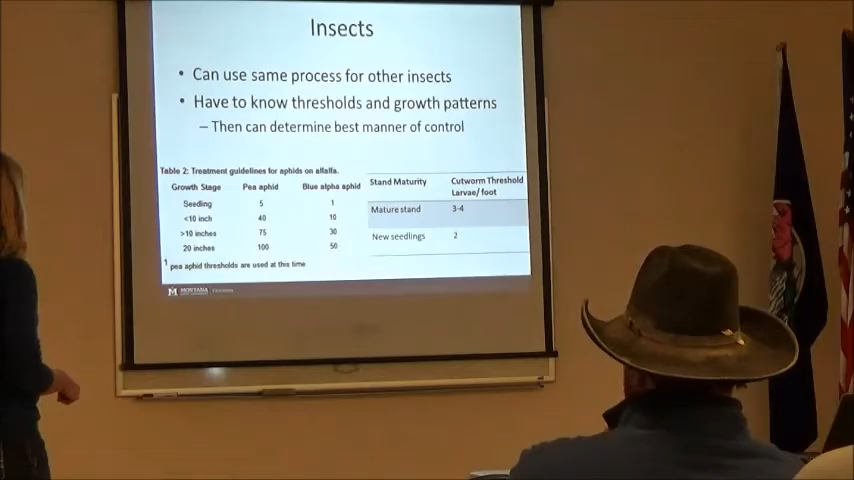 Insects
• Can use same process for other insects
• Have to know thresholds and growth patterns
– Then can determine best manner of control
Table 2: Treatment guidelines for aphids on alfalfa.
Growth Stage Pea aphid Blue alpha aphid
Seedling 5 1
<10 inch 40 10
>10 inches 75 30
20 inches 100 50
1 pea aphid thresholds are used at this time
Stand Maturity Cutworm Threshold
Larvae/ foot
Mature stand 3-4
New seedlings 2
M MONTANA